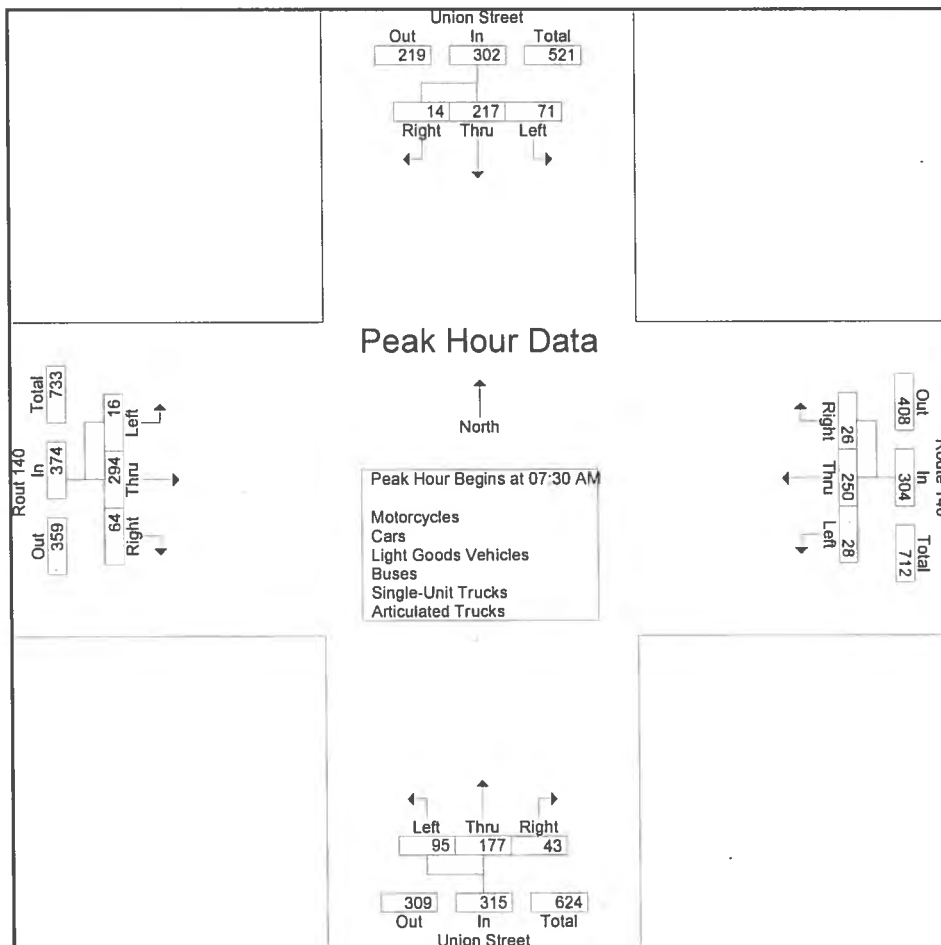 Union Street
Out In Total
219 302 521
14 217 71
Right Thru Left
Peak Hour Data
North
Peak Hour Begins at 07:30 AM
Motorcycles
Cars
Light Goods Vehicles
Buses
Single-Unit Trucks
Articulated Trucks
Rout 140
Out In Total
359 374 733
64 294 16
Right Thru Left
Route 140
Out In Total
408 304 712
26 250 28
Right Thru Left
Left Thru Right
95 177 43
309 315 624
Out In Total
Union Street